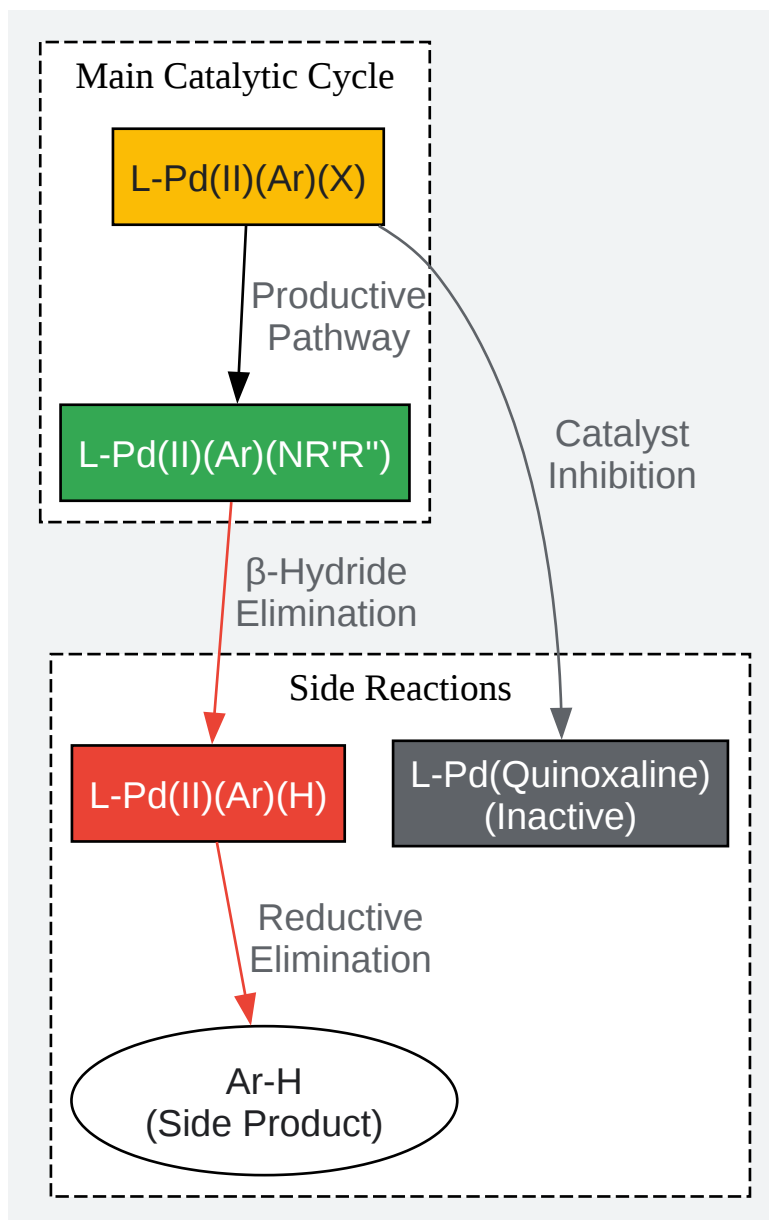 Main Catalytic Cycle
L-Pd(II)(Ar)(X)
Productive
Pathway
L-Pd(II)(Ar)(NR'R")
Catalyst
Inhibition
β-Hydride
Elimination
Side Reactions
L-Pd(II)(Ar)(H)
L-Pd(Quinoxaline)
(Inactive)
Reductive
Elimination
Ar-H
(Side Product)